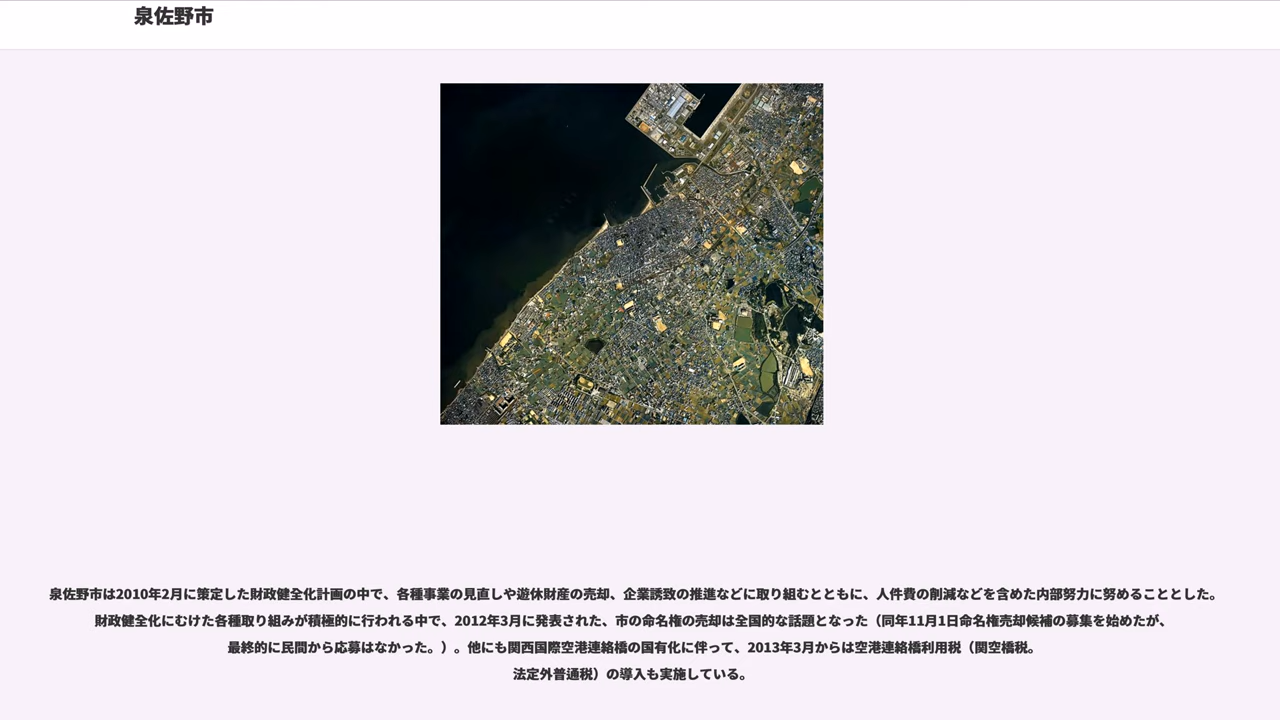 泉佐野市
泉佐野市は2010年2月に策定した財政健全化計画の中で、各種事業の見直しや遊休財産の売却、企業誘致の推進などに取り組むとともに、人件費の削減などを含めた内部努力に努めることとした。
財政健全化にむけた各種取り組みが積極的に行われる中で、2012年3月に発表された、市の命名権の売却は全国的な話題となった（同年11月1日命名権売却候補の募集を始めたが、
最終的に民間から応募はなかった。）。他にも関西国際空港連絡橋の国有化に伴って、2013年3月からは空港連絡橋利用税（関空橋税。
法定外普通税）の導入も実施している。